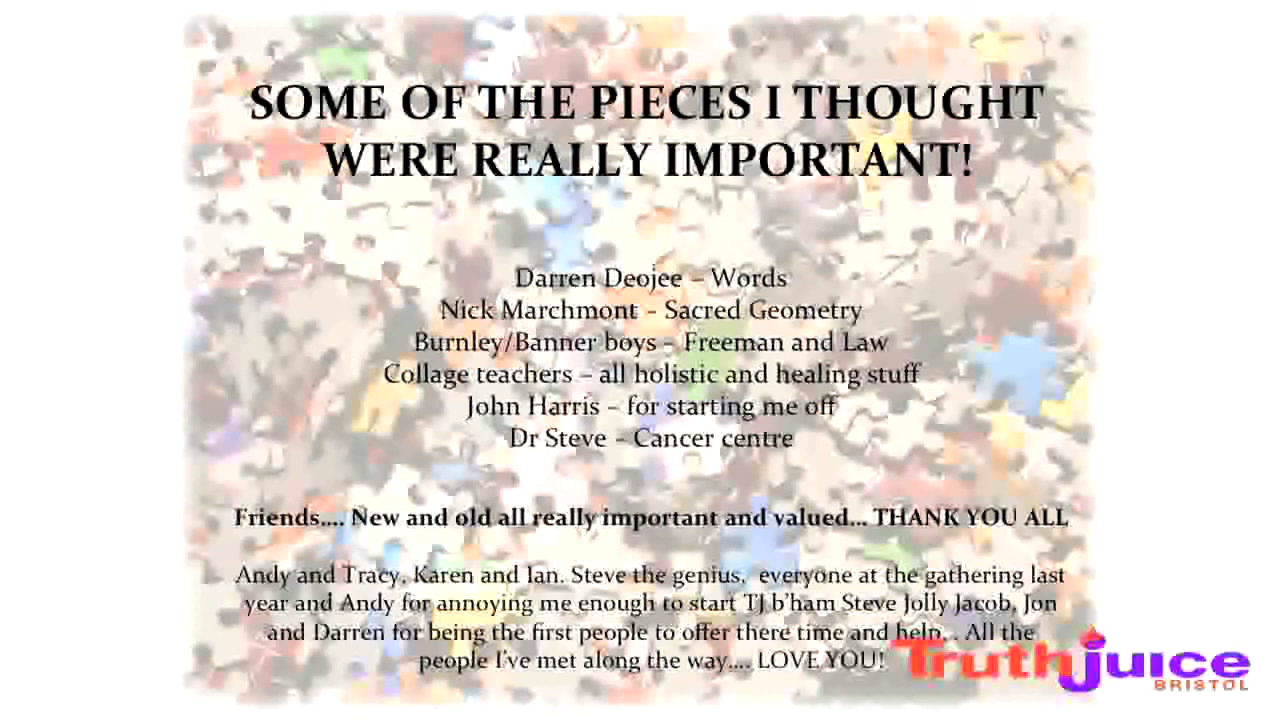 SOME OF THE PIECES I THOUGHT
WERE REALLY IMPORTANT!
Darren Deojee – Words
Nick Marchmont – Sacred Geometry
Burnley/Banner boys – Freeman and Law
Collage teachers – all holistic and healing stuff
John Harris – for starting me off
Dr Steve – Cancer centre
Friends.... New and old all really important and valued... THANK YOU ALL
Andy and Tracy, Karen and Ian. Steve the genius, everyone at the gathering last
year and Andy for annoying me enough to start TJ b'ham Steve Jolly Jacob, Jon
and Darren for being the first people to offer there time and help. . All the
people I've met along the way.... LOVE YOU!
Truthjuice
BRISTOL